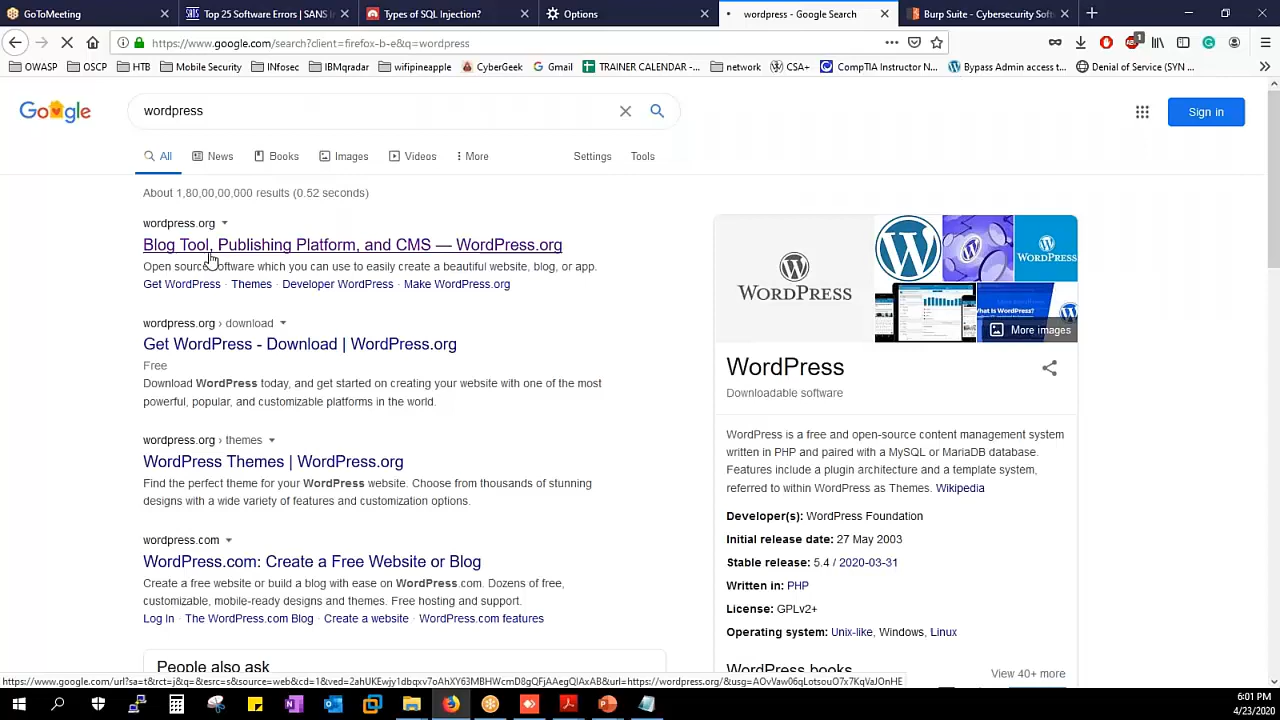 GoToMeeting
Top 25 Software Errors | SANS I
Types of SQL Injection?
Options
wordpress - Google Search
Burp Suite - Cybersecurity Soft
https://www.google.com/search?client=firefox-b-e&q=wordpress
OWASP
OSCP
HTB
Mobile Security
INfosec
IBMqradar
wifipineapple
CyberGeek
Gmail
TRAINER CALENDAR -...
network
CSA+
CompTIA Instructor N...
Bypass Admin access t...
Denial of Service (SYN ...
Google
wordpress
Sign in
All
News
Books
Images
Videos
More
Settings
Tools
About 1,80,00,00,000 results (0.52 seconds)
wordpress.org
Blog Tool, Publishing Platform, and CMS — WordPress.org
Open source software which you can use to easily create a beautiful website, blog, or app.
Get WordPress · Themes · Developer WordPress · Make WordPress.org
wordpress.org › download
Get WordPress - Download | WordPress.org
Free
Download WordPress today, and get started on creating your website with one of the most
powerful, popular, and customizable platforms in the world.
wordpress.org › themes
WordPress Themes | WordPress.org
Find the perfect theme for your WordPress website. Choose from thousands of stunning
designs with a wide variety of features and customization options.
wordpress.com
WordPress.com: Create a Free Website or Blog
Create a free website or build a blog with ease on WordPress.com. Dozens of free,
customizable, mobile-ready designs and themes. Free hosting and support.
Log In · The WordPress.com Blog · Create a website · WordPress.com features
People also ask
WORDPRESS
WORDPRESS
What Is WordPress?
More images
WordPress
Downloadable software
WordPress is a free and open-source content management system
written in PHP and paired with a MySQL or MariaDB database.
Features include a plugin architecture and a template system,
referred to within WordPress as Themes. Wikipedia
Developer(s): WordPress Foundation
Initial release date: 27 May 2003
Stable release: 5.4 / 2020-03-31
Written in: PHP
License: GPLv2+
Operating system: Unix-like, Windows, Linux
WordPress books
View 40+ more
6:01 PM
4/23/2020